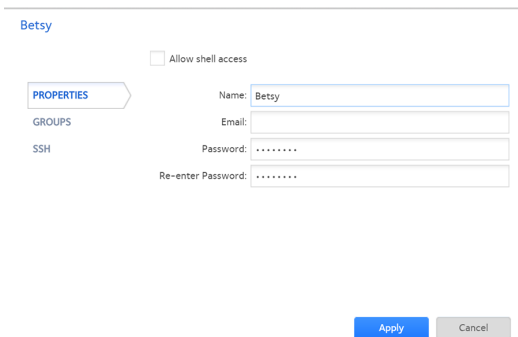 Betsy
Allow shell access
PROPERTIES
Name: Betsy
GROUPS
Email:
SSH
Password: ········
Re-enter Password: ········
Apply Cancel